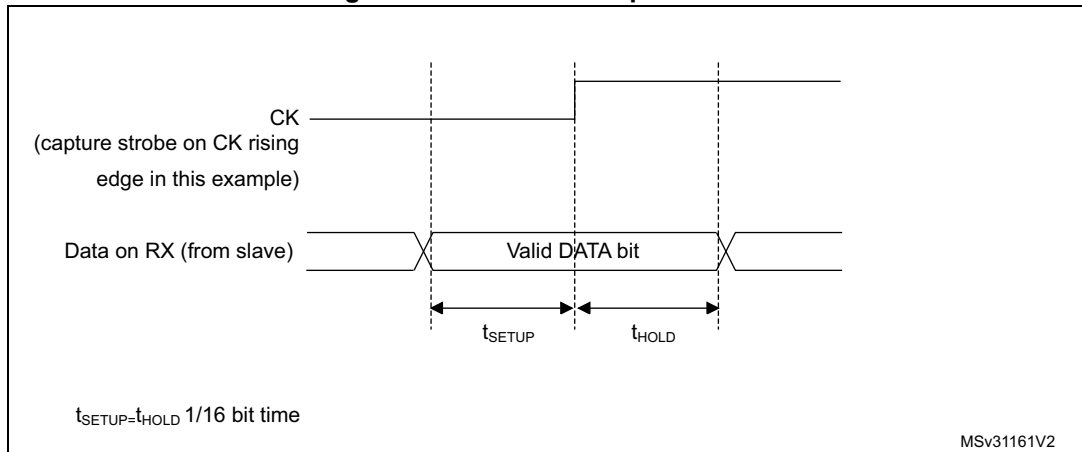 CK
(capture strobe on CK rising
edge in this example)
Data on RX (from slave)
Valid DATA bit
tSETUP
tHOLD
tSETUP=tHOLD 1/16 bit time
MSv31161V2